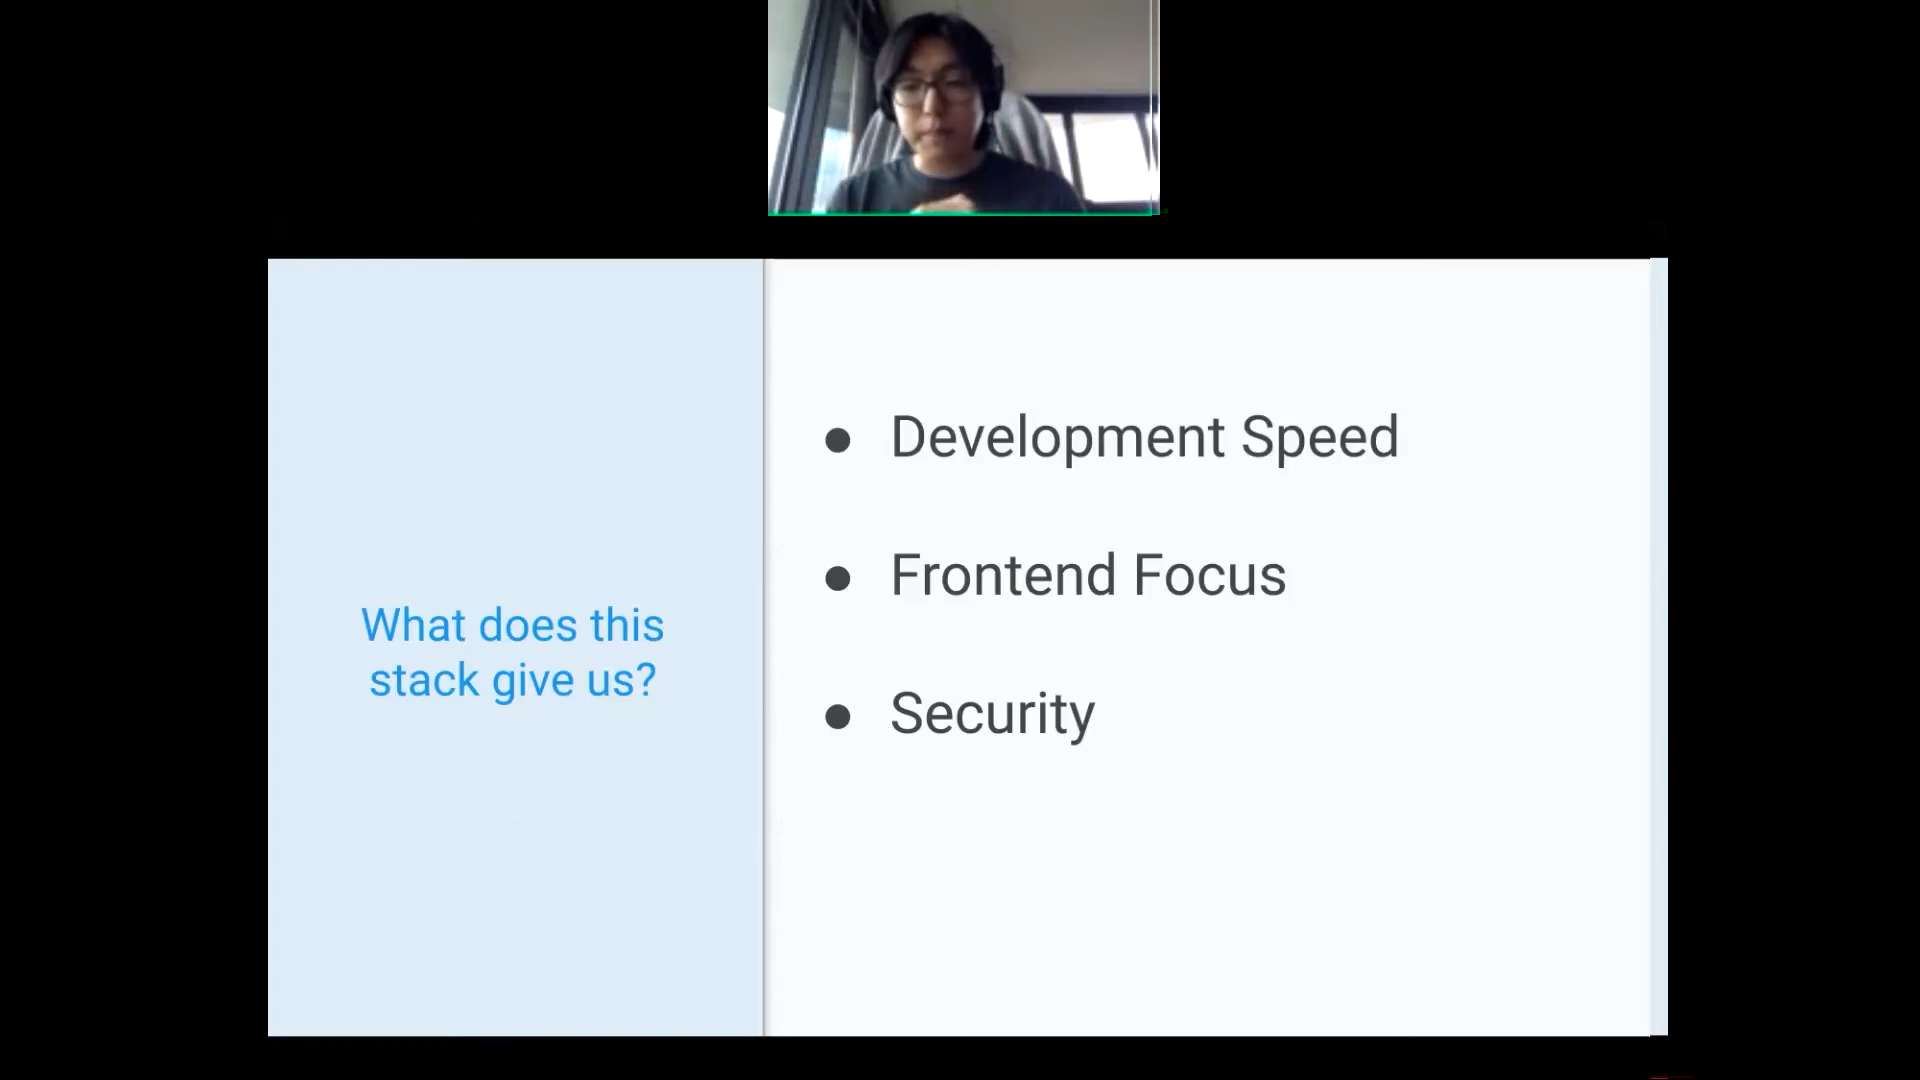 What does this
stack give us?
● Development Speed
● Frontend Focus
● Security